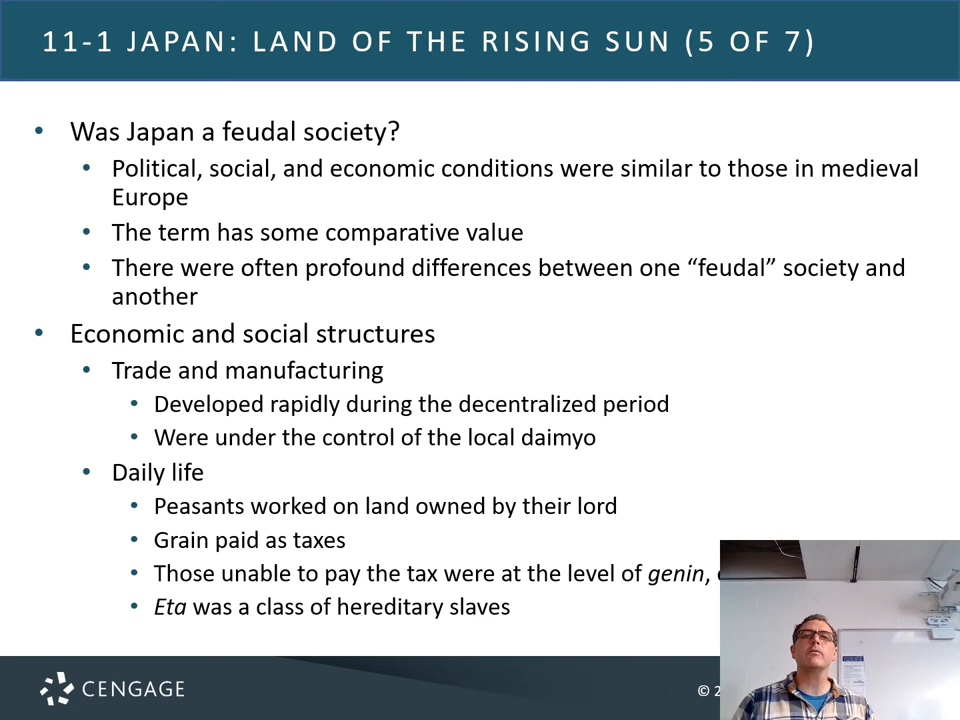 11-1 JAPAN: LAND OF THE RISING SUN (5 OF 7)
• Was Japan a feudal society?
• Political, social, and economic conditions were similar to those in medieval
Europe
• The term has some comparative value
• There were often profound differences between one “feudal” society and
another
• Economic and social structures
• Trade and manufacturing
• Developed rapidly during the decentralized period
• Were under the control of the local daimyo
• Daily life
• Peasants worked on land owned by their lord
• Grain paid as taxes
• Those unable to pay the tax were at the level of genin,
• Eta was a class of hereditary slaves
CENGAGE
© 2